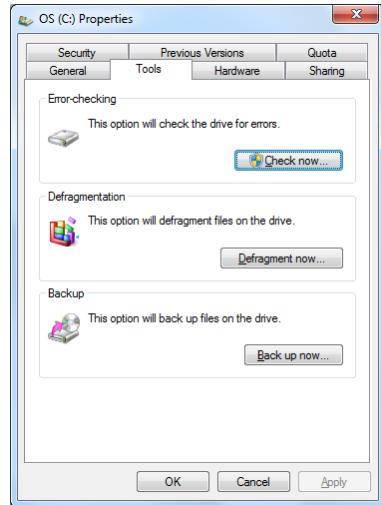 OS (C:) Properties
Security Previous Versions Quota
General Tools Hardware Sharing
Error-checking
This option will check the drive for errors.
Check now...
Defragmentation
This option will defragment files on the drive.
Defragment now...
Backup
This option will back up files on the drive.
Back up now...
OK Cancel Apply